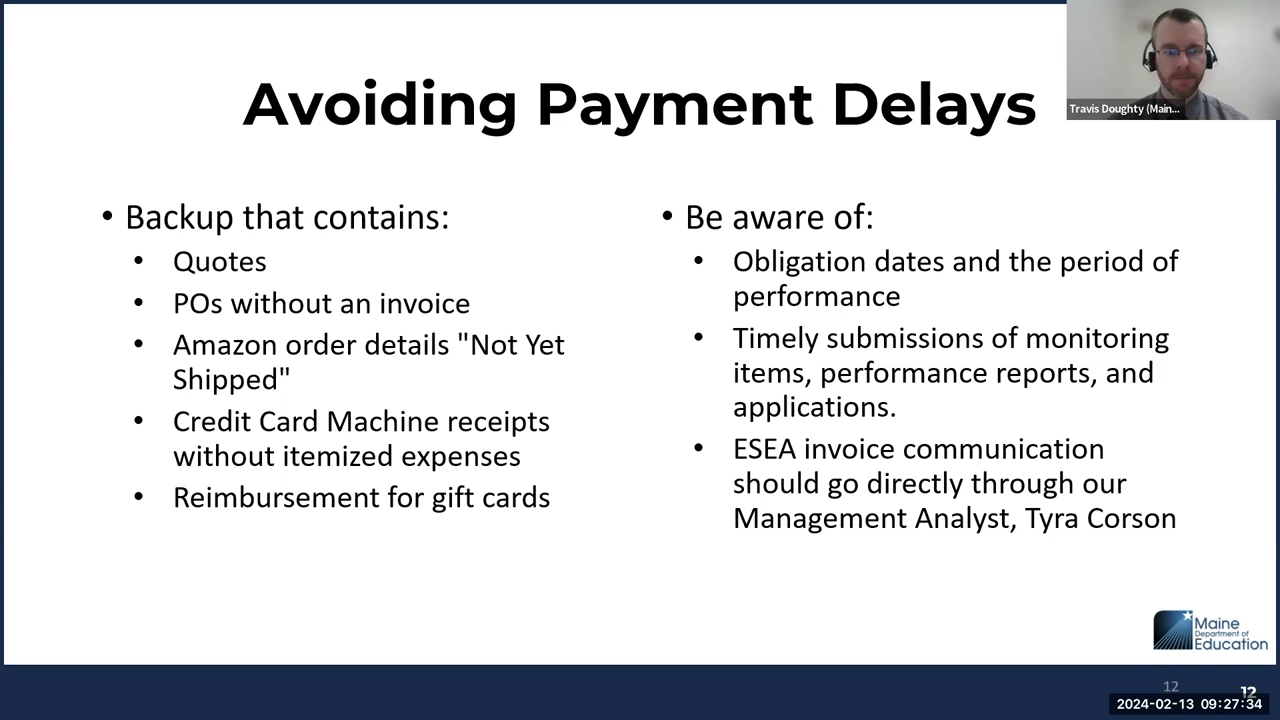 Avoiding Payment Delays
Travis Doughty (Main...
• Backup that contains:
• Quotes
• POs without an invoice
• Amazon order details "Not Yet
Shipped"
• Credit Card Machine receipts
without itemized expenses
• Reimbursement for gift cards
• Be aware of:
• Obligation dates and the period of
performance
• Timely submissions of monitoring
items, performance reports, and
applications.
• ESEA invoice communication
should go directly through our
Management Analyst, Tyra Corson
Maine
Department of
Education
12
12
2024-02-13 09:27:34